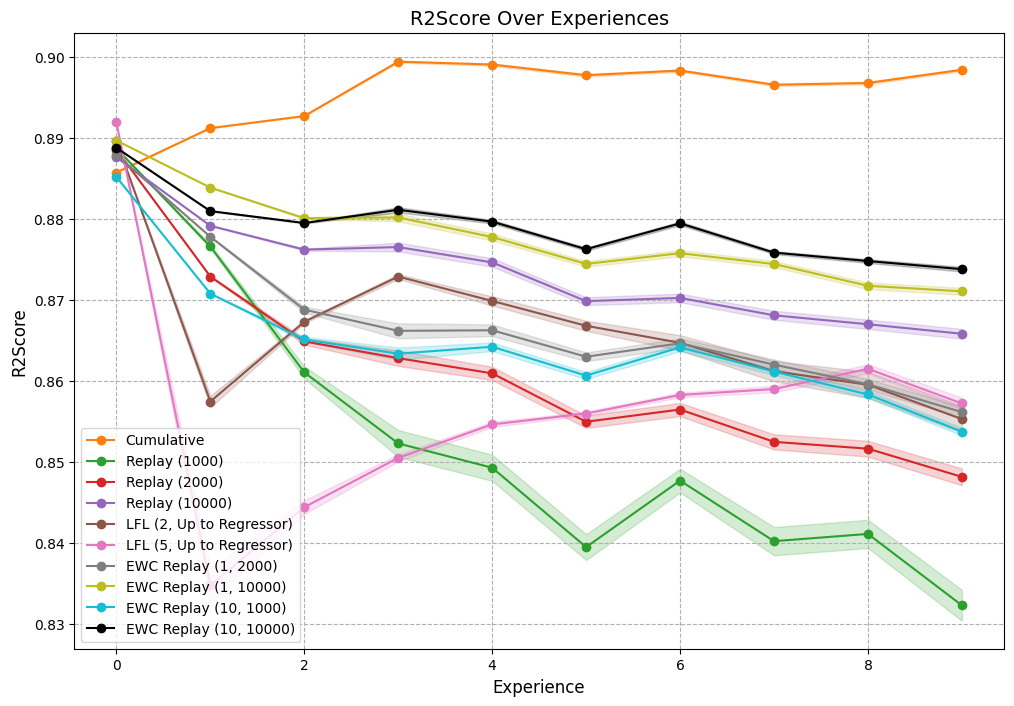 R2Score Over Experiences
0.90
0.89
0.88
0.87
0.86
0.85
0.84
0.83
R2Score
Cumulative
Replay (1000)
Replay (2000)
Replay (10000)
LFL (2, Up to Regressor)
LFL (5, Up to Regressor)
EWC Replay (1, 2000)
EWC Replay (1, 10000)
EWC Replay (10, 1000)
EWC Replay (10, 10000)
0 2 4 6 8
Experience